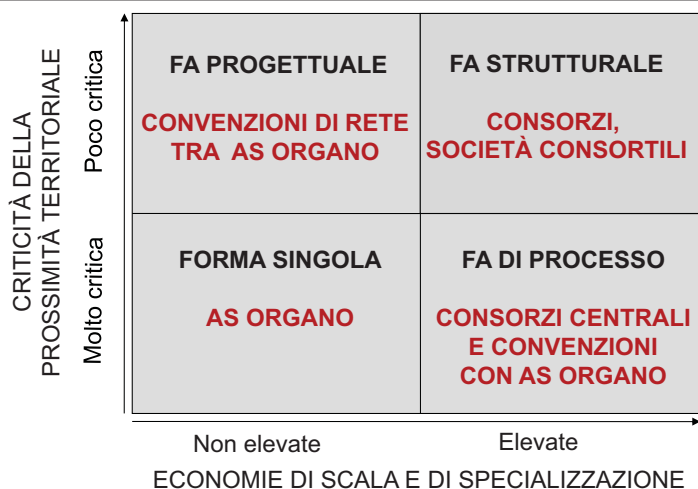 CRITICITÀ DELLA
PROSSIMITÀ TERRITORIALE
Poco critica
FA PROGETTUALE
CONVENZIONI DI RETE
TRA AS ORGANO
FA STRUTTURALE
CONSORZI,
SOCIETÀ CONSORTILI
Molto critica
FORMA SINGOLA
AS ORGANO
FA DI PROCESSO
CONSORZI CENTRALI
E CONVENZIONI
CON AS ORGANO
Non elevate
Elevate
ECONOMIE DI SCALA E DI SPECIALIZZAZIONE